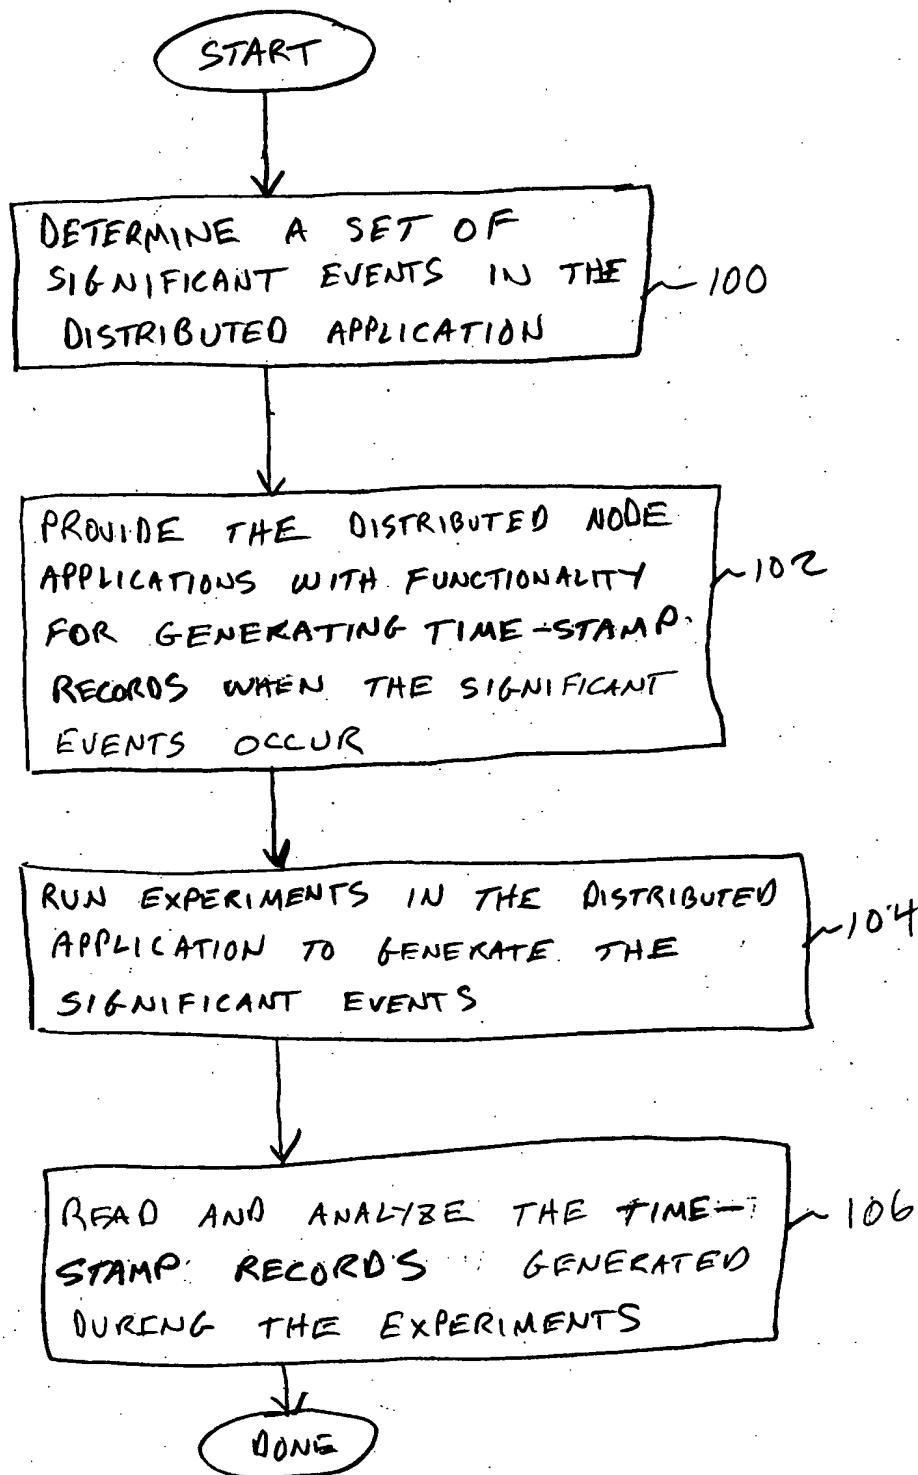 START
DETERMINE A SET OF
SIGNIFICANT EVENTS IN THE
DISTRIBUTED APPLICATION
100
PROVIDE THE DISTRIBUTED NODE
APPLICATIONS WITH FUNCTIONALITY
FOR GENERATING TIME-STAMP
RECORDS WHEN THE SIGNIFICANT
EVENTS OCCUR
102
RUN EXPERIMENTS IN THE DISTRIBUTED
APPLICATION TO GENERATE THE
SIGNIFICANT EVENTS
104
READ AND ANALYZE THE TIME-
STAMP RECORDS GENERATED
DURING THE EXPERIMENTS
106
DONE